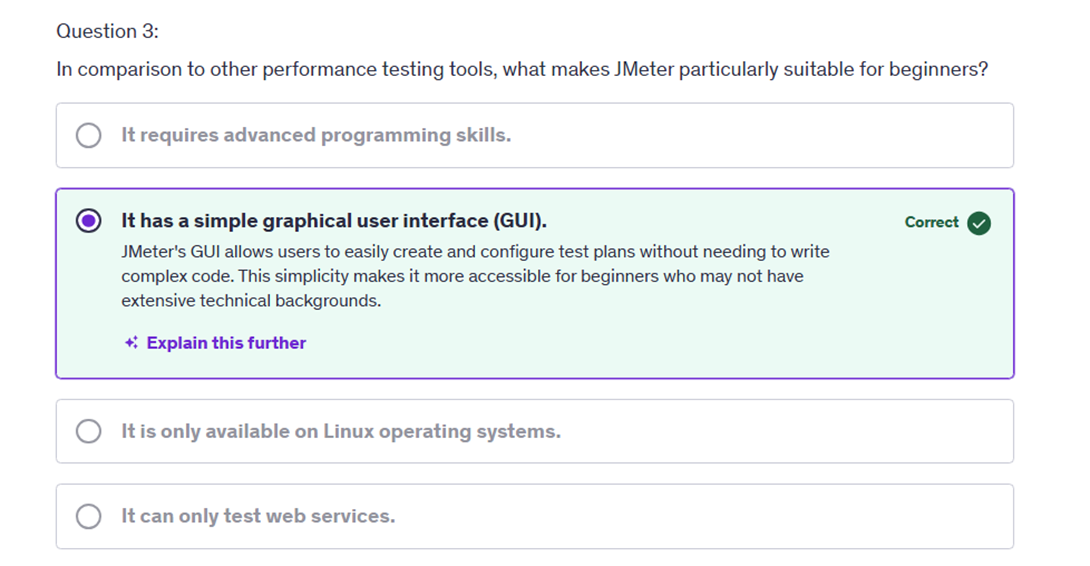 Question 3:
In comparison to other performance testing tools, what makes JMeter particularly suitable for beginners?
It requires advanced programming skills.
It has a simple graphical user interface (GUI).
Correct
JMeter's GUI allows users to easily create and configure test plans without needing to write
complex code. This simplicity makes it more accessible for beginners who may not have
extensive technical backgrounds.
Explain this further
It is only available on Linux operating systems.
It can only test web services.